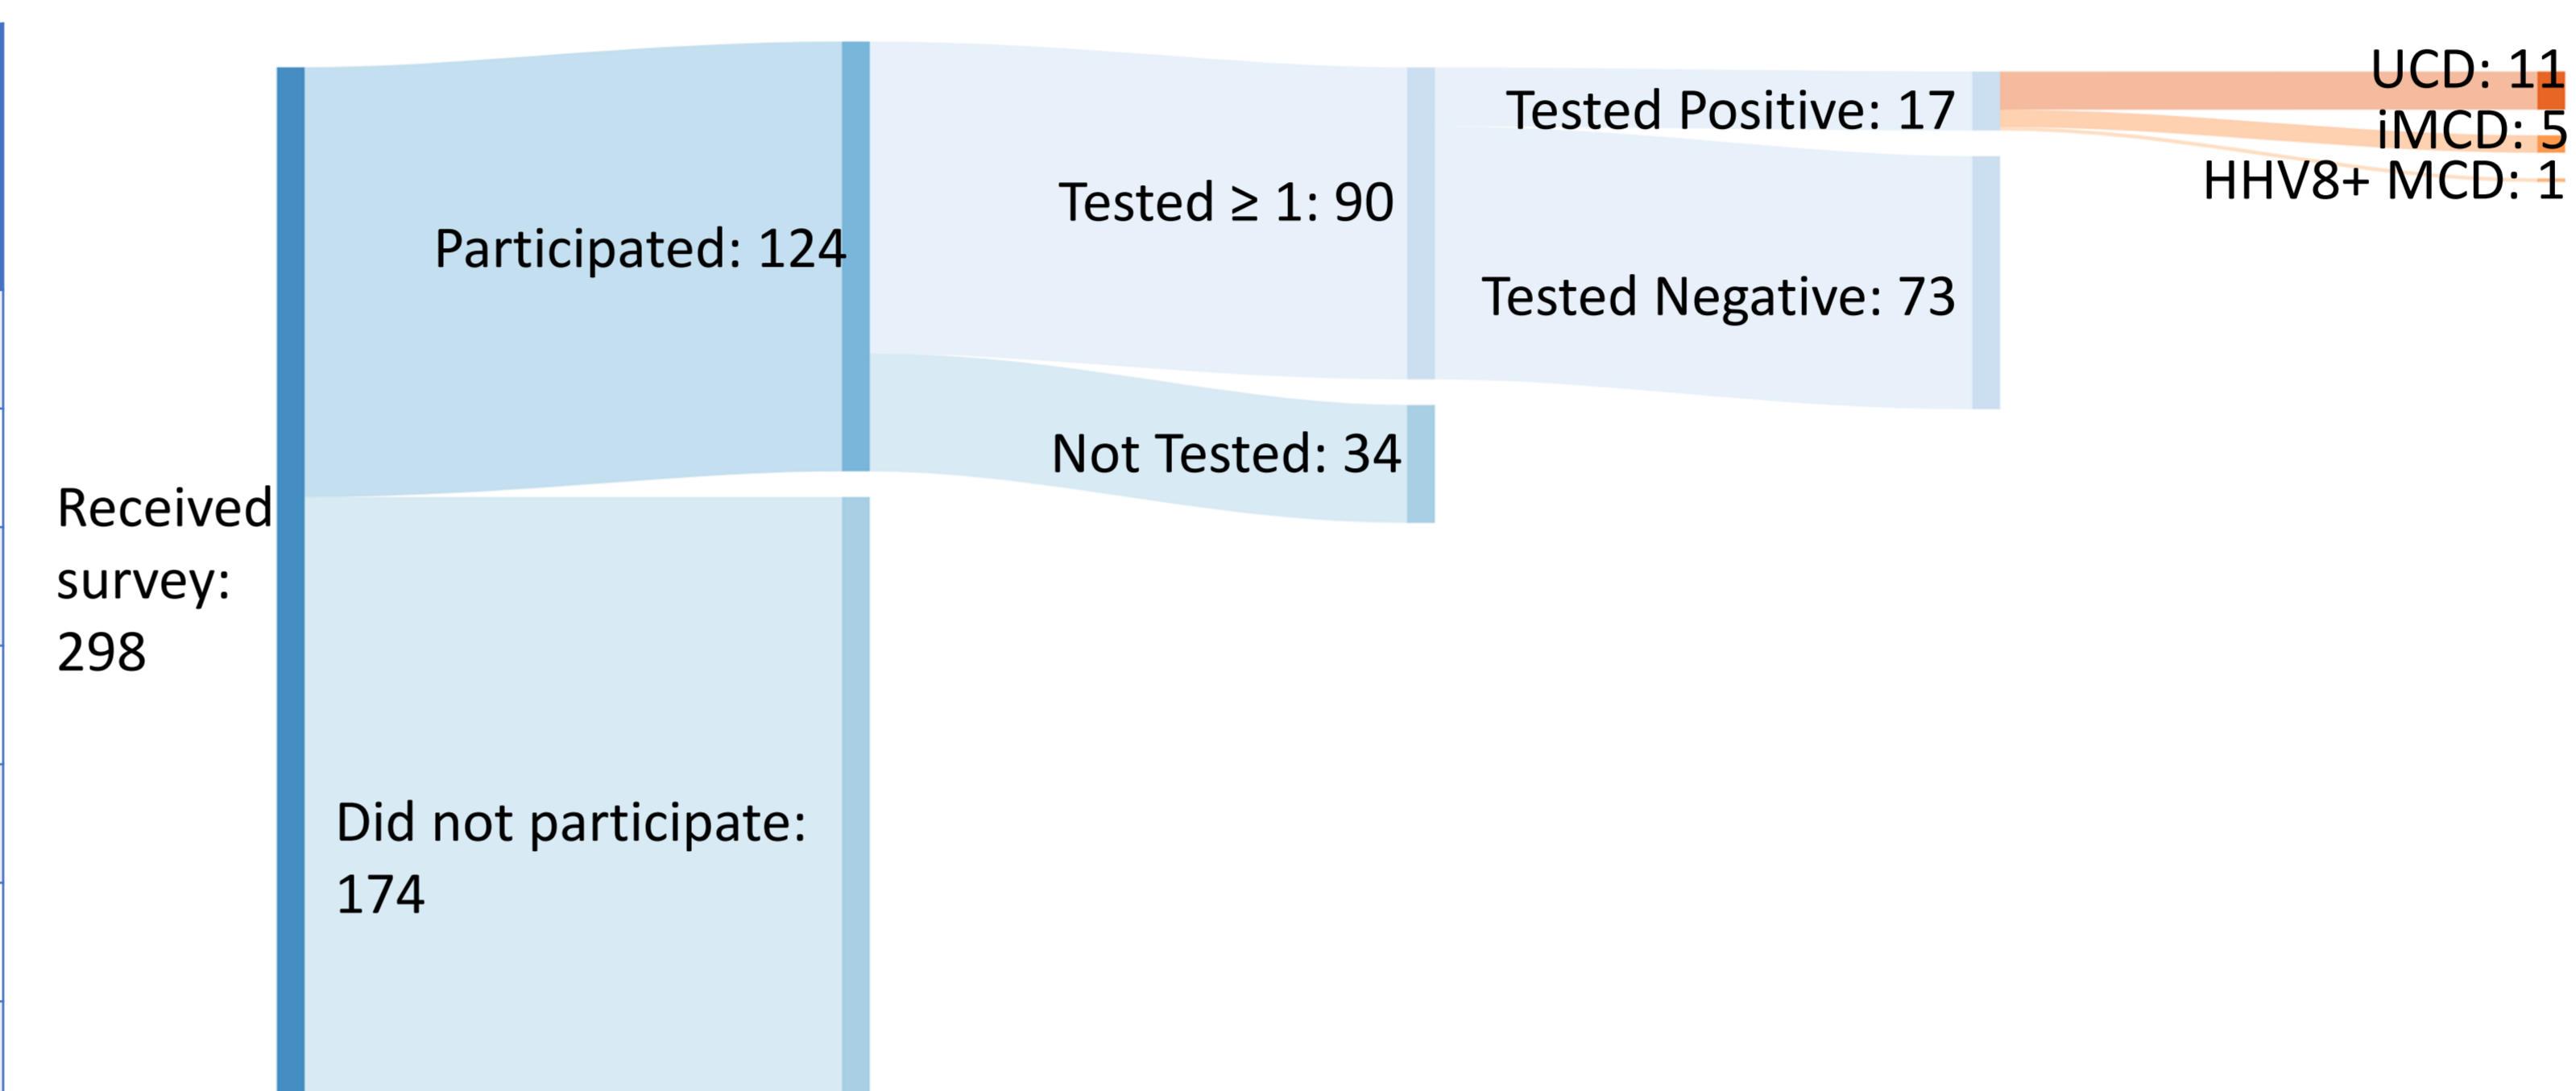 Received
survey:
298
Participated: 124
Did not participate:
174
Tested ≥ 1: 90
Not Tested: 34
Tested Positive: 17
Tested Negative: 73
UCD: 11
iMCD: 5
HHV8+ MCD: 1